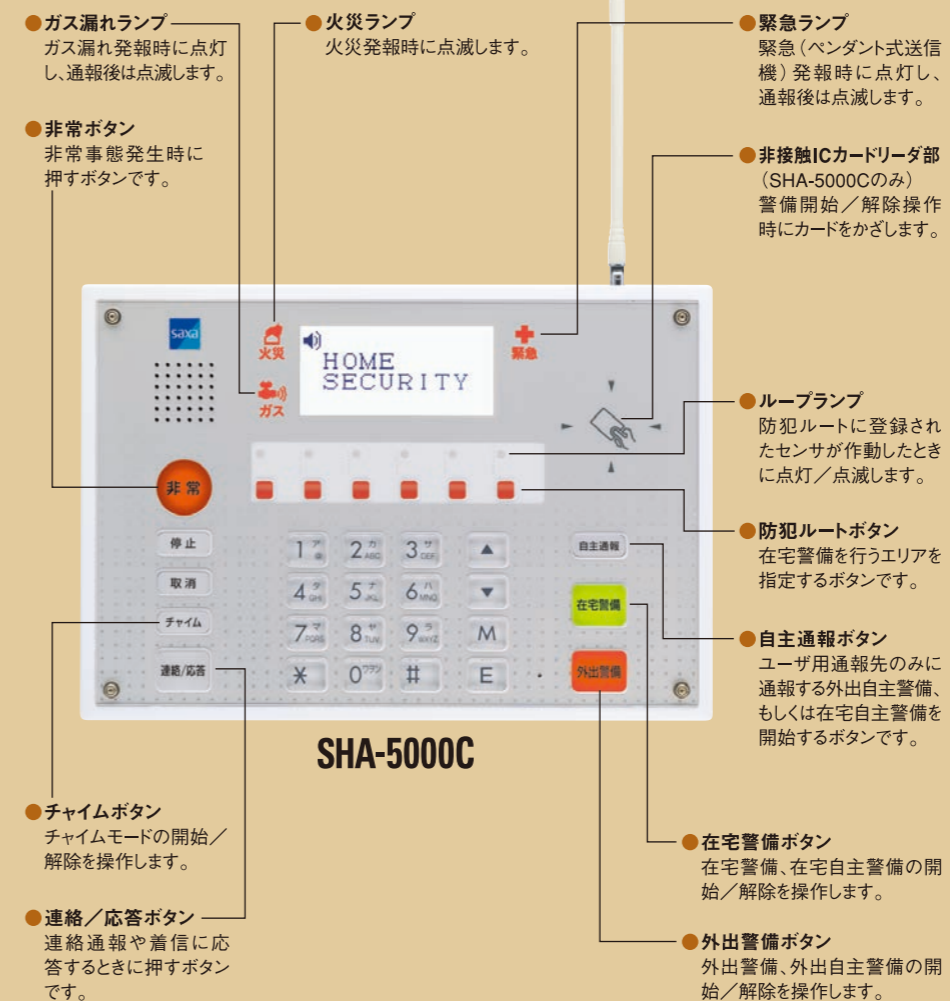 ●ガス漏れランプ
ガス漏れ発報時に点灯
し、通報後は点滅します。
●火災ランプ
火災発報時に点滅します。
●緊急ランプ
緊急（ペンダント式送信
機）発報時に点灯し、
通報後は点滅します。
●非常ボタン
非常事態発生時に
押すボタンです。
●非接触ICカードリーダ部
（SHA-5000Cのみ）
警備開始／解除操作
時にカードをかざします。
saxa
火災
HOME
SECURITY
緊急
ガス
●ループランプ
防犯ルートに登録され
たセンサが作動したとき
に点灯／点滅します。
●防犯ルートボタン
在宅警備を行うエリアを
指定するボタンです。
●自主通報ボタン
ユーザ用通報先のみに
通報する外出自主警備、
もしくは在宅自主警備を
開始するボタンです。
非常
停止
取消
チャイム
連絡/応答
1 ア @ 2 カ ABC 3 サ DEF ▲
4 タ GHI 5 ナ JKL 6 ハ MNO ▼
7 マ PQRS 8 ヤ TUV 9 ラ WXYZ M
＊ 0 ワヲン # E
自主通報
在宅警備
外出警備
SHA-5000C
●チャイムボタン
チャイムモードの開始／
解除を操作します。
●連絡／応答ボタン
連絡通報や着信に応
答するときに押すボタン
です。
●在宅警備ボタン
在宅警備、在宅自主警備の開
始／解除を操作します。
●外出警備ボタン
外出警備、外出自主警備の開
始／解除を操作します。